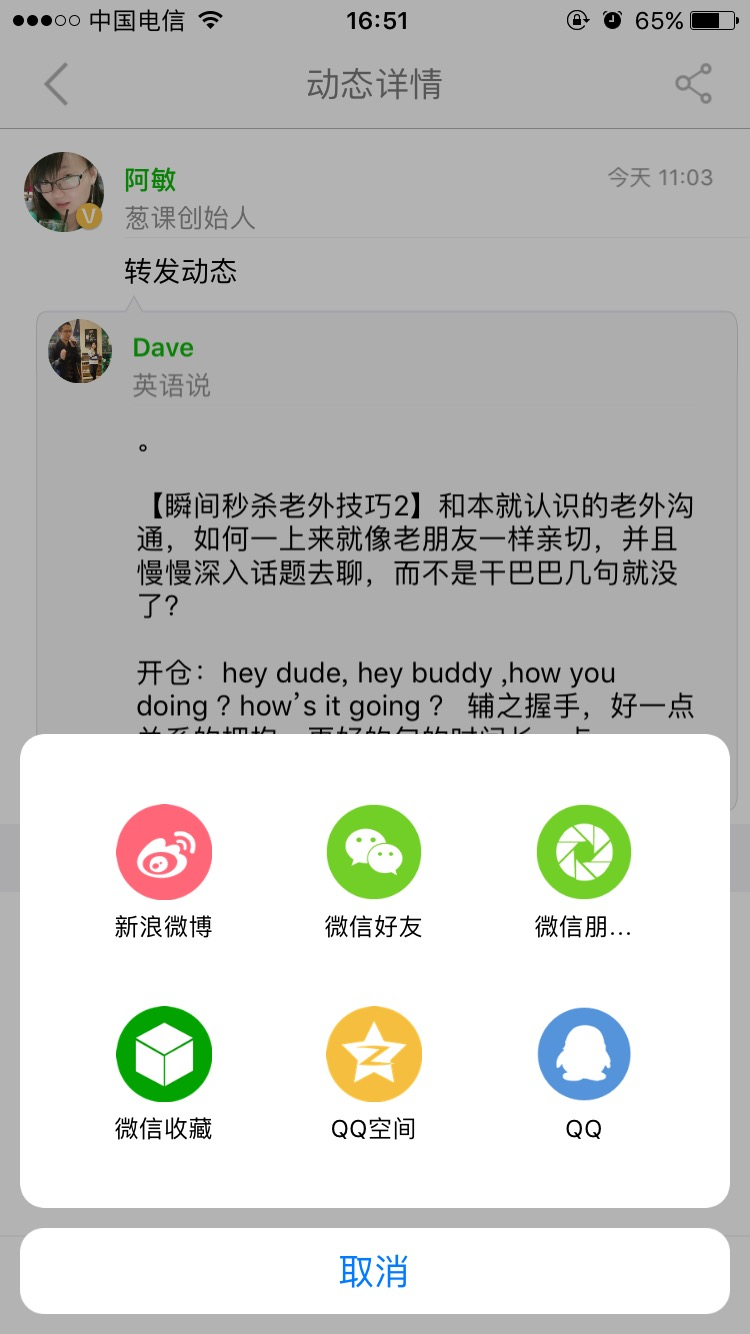 中国电信 16:51 65%
动态详情
阿敏 今天 11:03
葱课创始人
转发动态
Dave
英语说
。
【瞬间秒杀老外技巧2】和本就认识的老外沟
通，如何一上来就像老朋友一样亲切，并且
慢慢深入话题去聊，而不是干巴巴几句就没
了？
开仓：hey dude, hey buddy ,how you
doing？how's it going？ 辅之握手，好一点
新浪微博 微信好友 微信朋...
微信收藏 QQ空间 QQ
取消